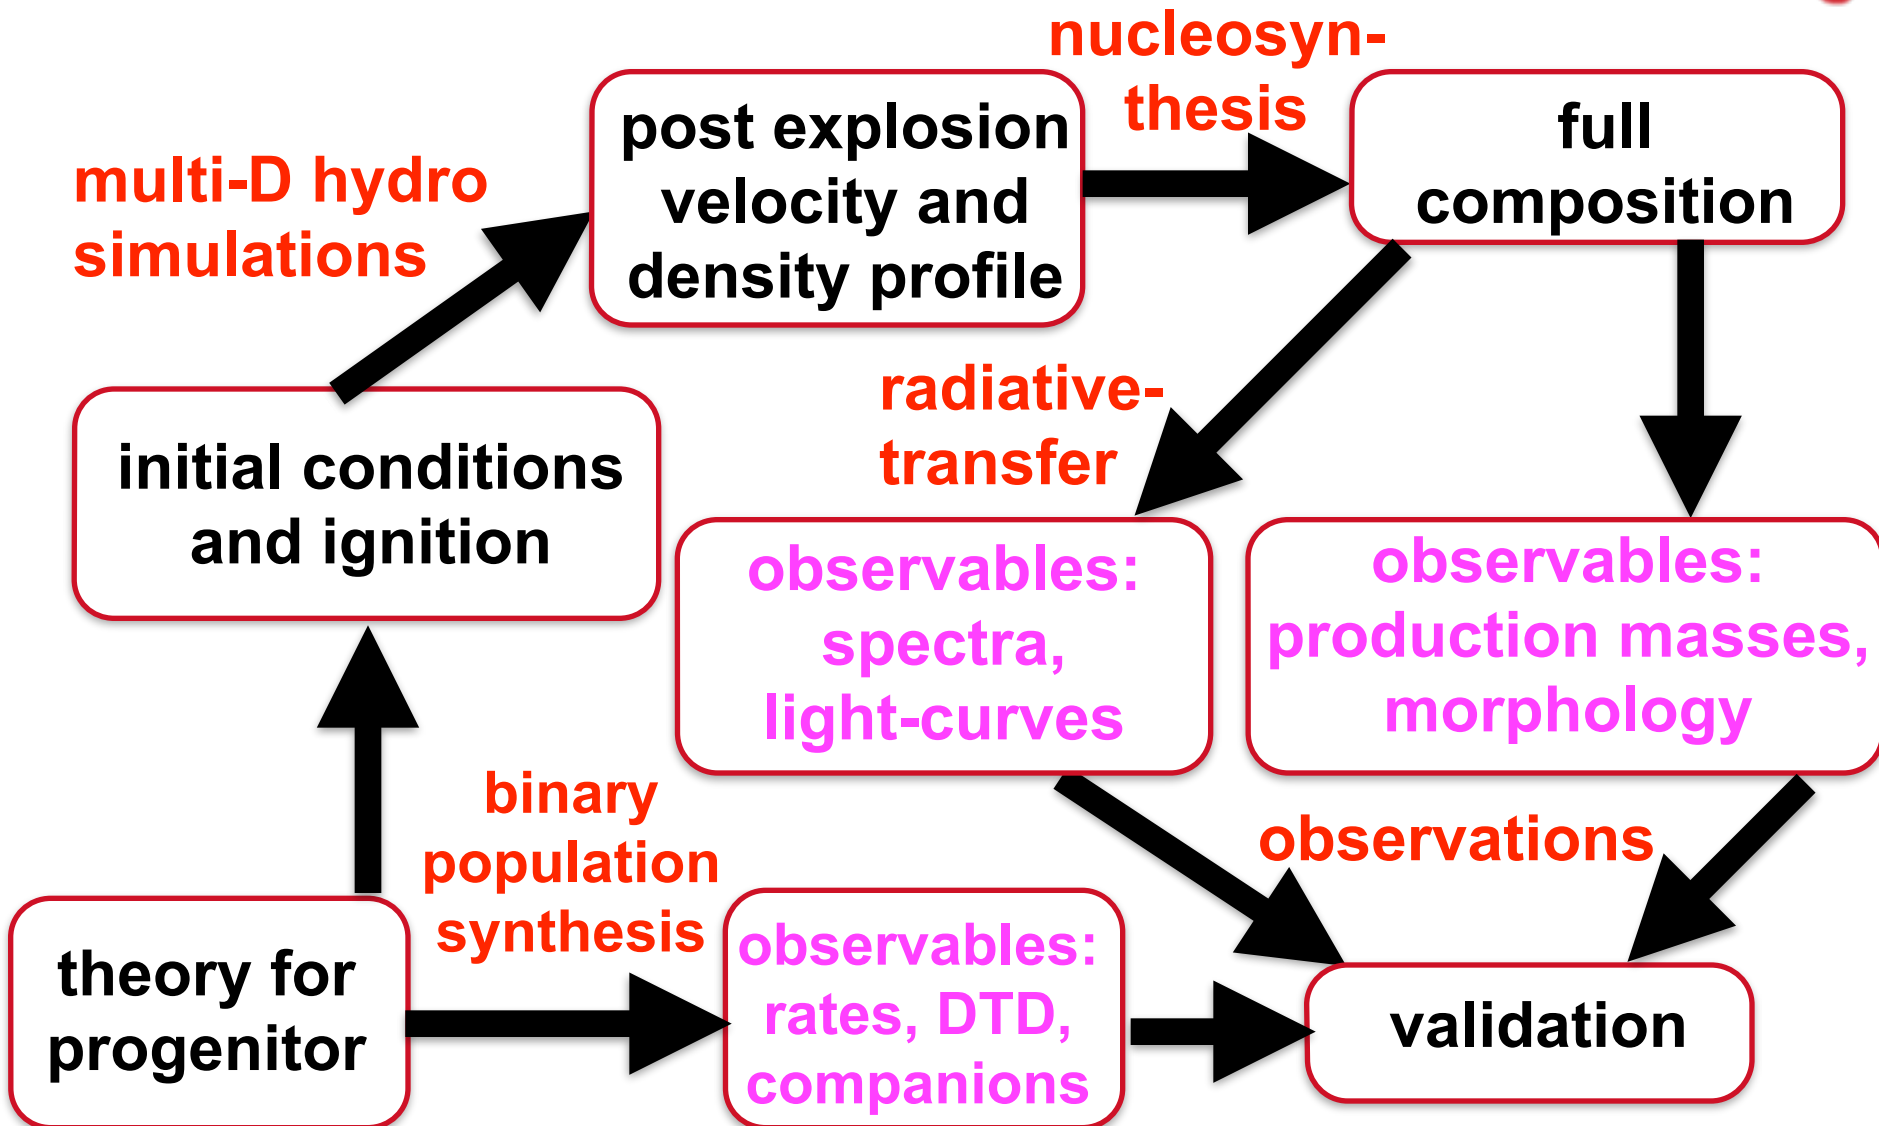 nucleosyn-
thesis
post explosion
velocity and
density profile
full
composition
multi-D hydro
simulations
radiative-
transfer
initial conditions
and ignition
observables:
spectra,
light-curves
observables:
production masses,
morphology
binary
population
synthesis
observations
theory for
progenitor
observables:
rates, DTD,
companions
validation